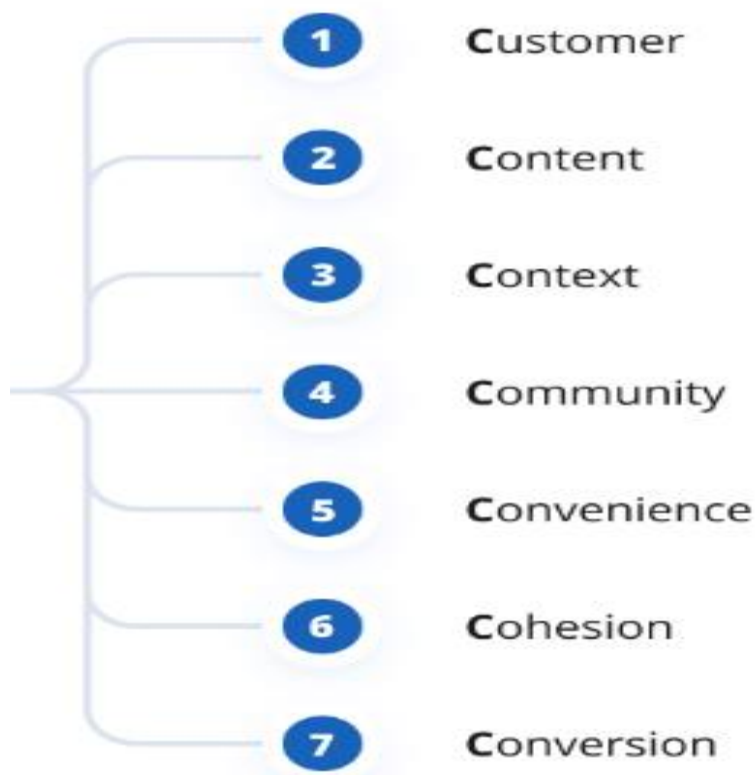 1 Customer
2 Content
3 Context
4 Community
5 Convenience
6 Cohesion
7 Conversion